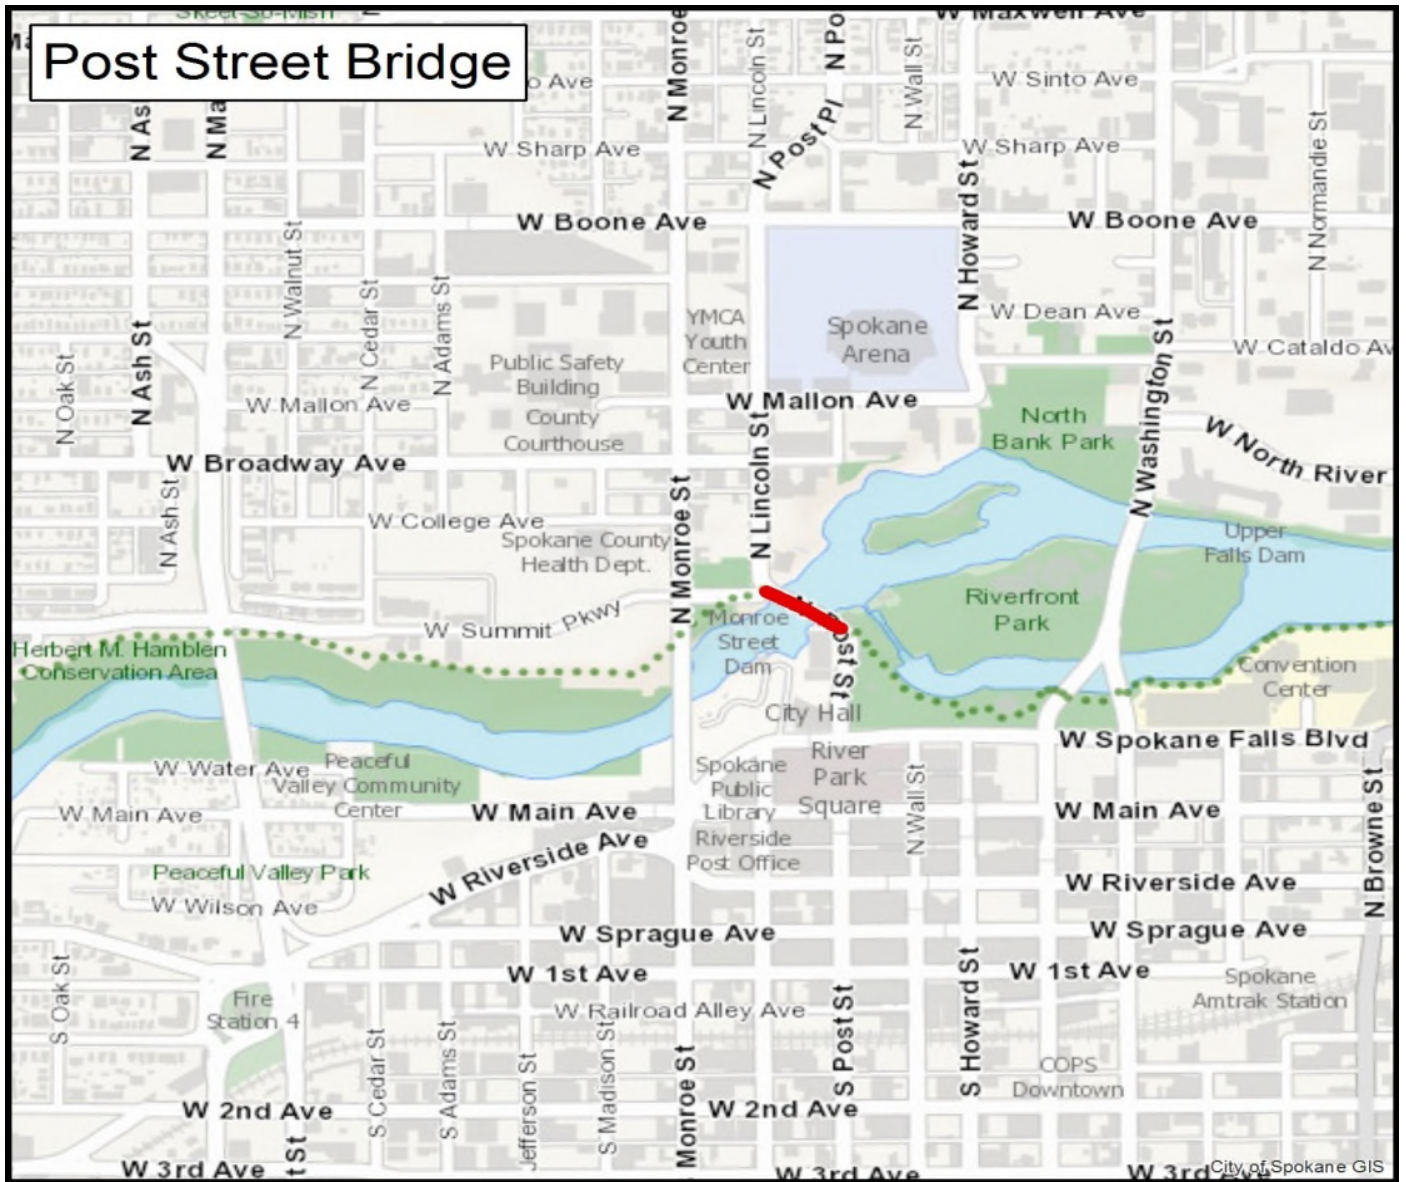 Post Street Bridge
W Maxwell Ave
N Monroe
N Lincoln St
N Po
N Wall St
o Ave
W Sinto Ave
N As
N Ma
N Post Pl
W Sharp Ave
W Sharp Ave
N Normandie St
W Boone Ave
W Boone Ave
N Howard St
N Walnut St
N Cedar St
N Adams St
N Ash St
N Oak St
YMCA
Youth
Center
Spokane
Arena
W Dean Ave
W Cataldo Av
Public Safety
Building
County
Courthouse
W Mallon Ave
W Mallon Ave
North
Bank Park
N Washington St
W North River
W Broadway Ave
N Lincoln St
N Ash St
W College Ave
Spokane County
Health Dept.
N Monroe St
Upper
Falls Dam
Riverfront
Park
W Summit Pkwy
Monroe
Street
Dam
Post St
Herbert M. Hamblen
Conservation Area
Convention
Center
City Hall
W Spokane Falls Blvd
River
Park
Square
Spokane
Public
Library
W Water Ave
Peaceful
Valley Community
Center
W Main Ave
W Main Ave
W Main Ave
N Wall St
N Browne St
Riverside
Post Office
W Riverside Ave
W Riverside Ave
Peaceful Valley Park
W Wilson Ave
W Sprague Ave
W Sprague Ave
W 1st Ave
W 1st Ave
Spokane
Amtrak Station
S Oak St
Fire
Station 4
W Railroad Alley Ave
S Post St
S Howard St
S Cedar St
S Adams St
Jefferson St
S Madison St
Monroe St
COPS
Downtown
W 2nd Ave
W 2nd Ave
t St
W 3rd Ave
W 3rd Ave
W 3rd Ave
City of Spokane GIS